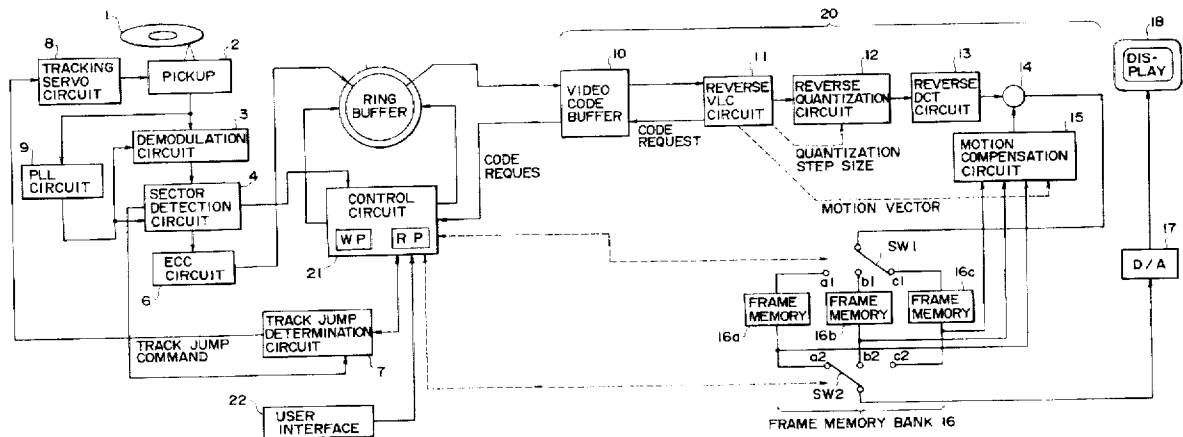 1
8
2
TRACKING
SERVO
CIRCUIT
PICKUP
3
DEMODULATION
CIRCUIT
9
PLL
CIRCUIT
4
SECTOR
DETECTION
CIRCUIT
ECC
CIRCUIT
6
TRACK JUMP
COMMAND
TRACK JUMP
DETERMINATION
CIRCUIT
7
22
USER
INTERFACE
RING
BUFFER
CONTROL
CIRCUIT
WP
RP
21
CODE
REQUES
20
10
VIDEO
CODE
BUFFER
11
REVERSE
VLC
CIRCUIT
CODE
REQUEST
12
REVERSE
QUANTIZATION
CIRCUIT
QUANTIZATION
STEP SIZE
13
REVERSE
DCT
CIRCUIT
14
15
MOTION
COMPENSATION
CIRCUIT
MOTION VECTOR
SW1
a1
b1
c1
16c
FRAME
MEMORY
FRAME
MEMORY
FRAME
MEMORY
16a
16b
a2
b2
c2
SW2
FRAME MEMORY BANK 16
18
DIS-
PLAY
17
D/A